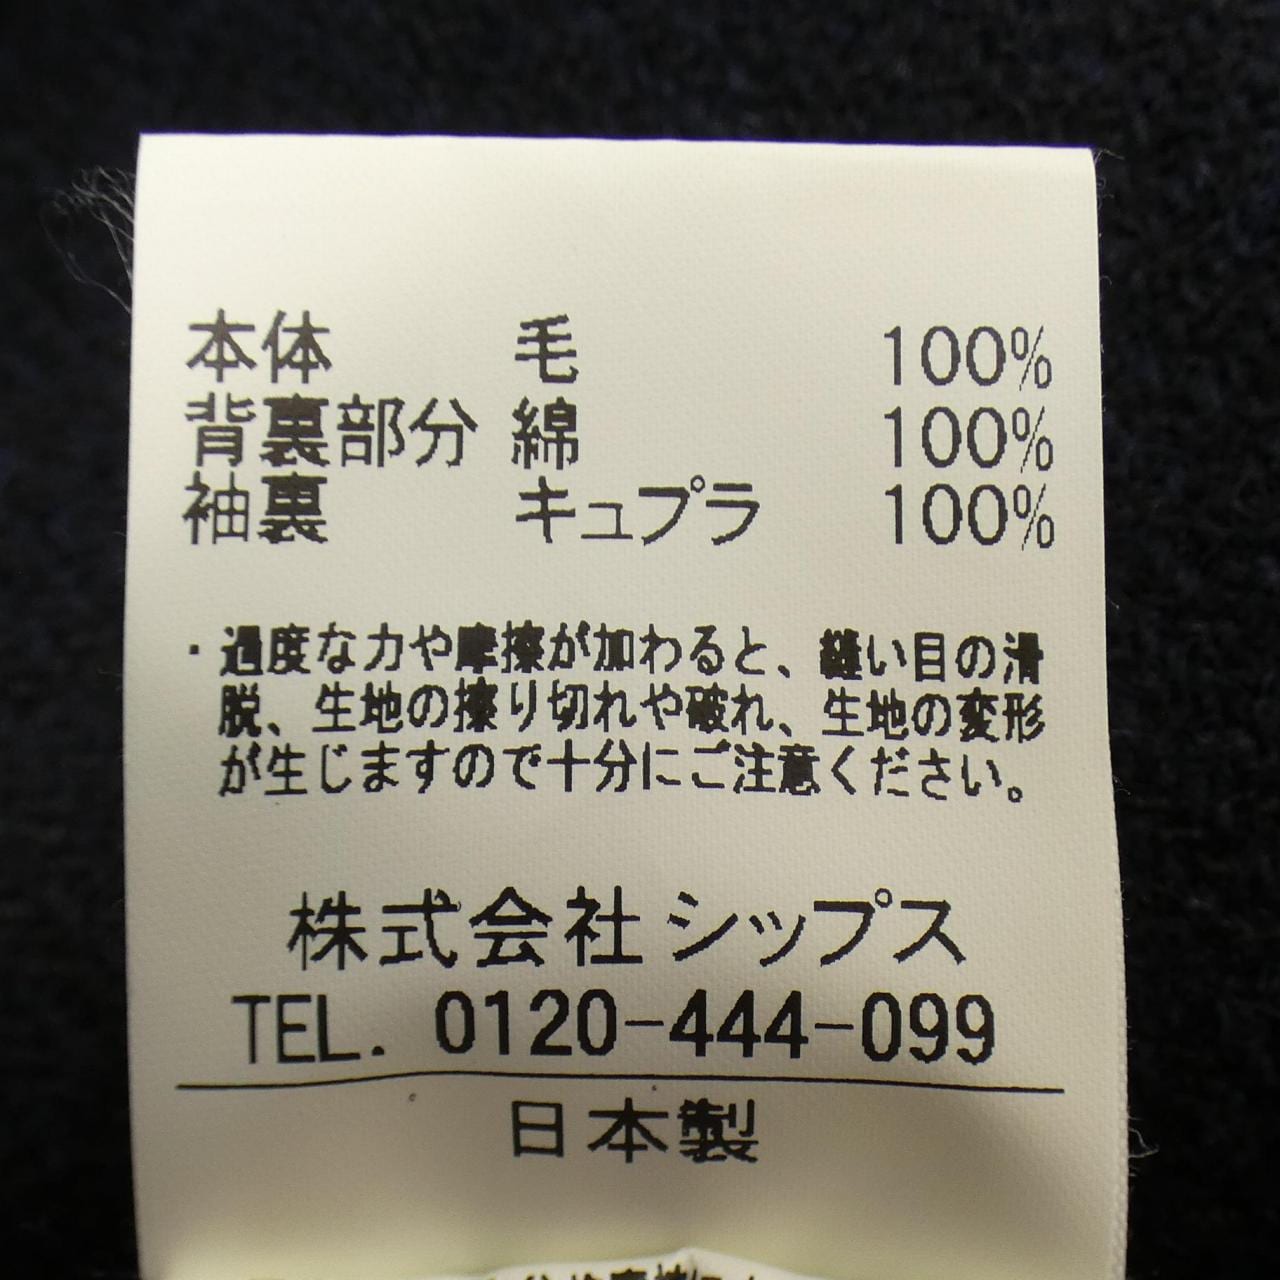 本体 毛 100%
背裏部分 綿 100%
袖裏 キュプラ 100%
・過度な力や摩擦が加わると、縫い目の滑
脱、生地の擦り切れや破れ、生地の変形
が生じますので十分にご注意ください。
株式会社シップス
TEL. 0120-444-099
日本製